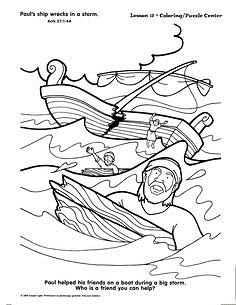 Paul's ship wrecks in a storm.
Acts 27:1-44
Lesson 12 • Coloring/Puzzle Center
Paul helped his friends on a boat during a big storm.
Who is a friend you can help?